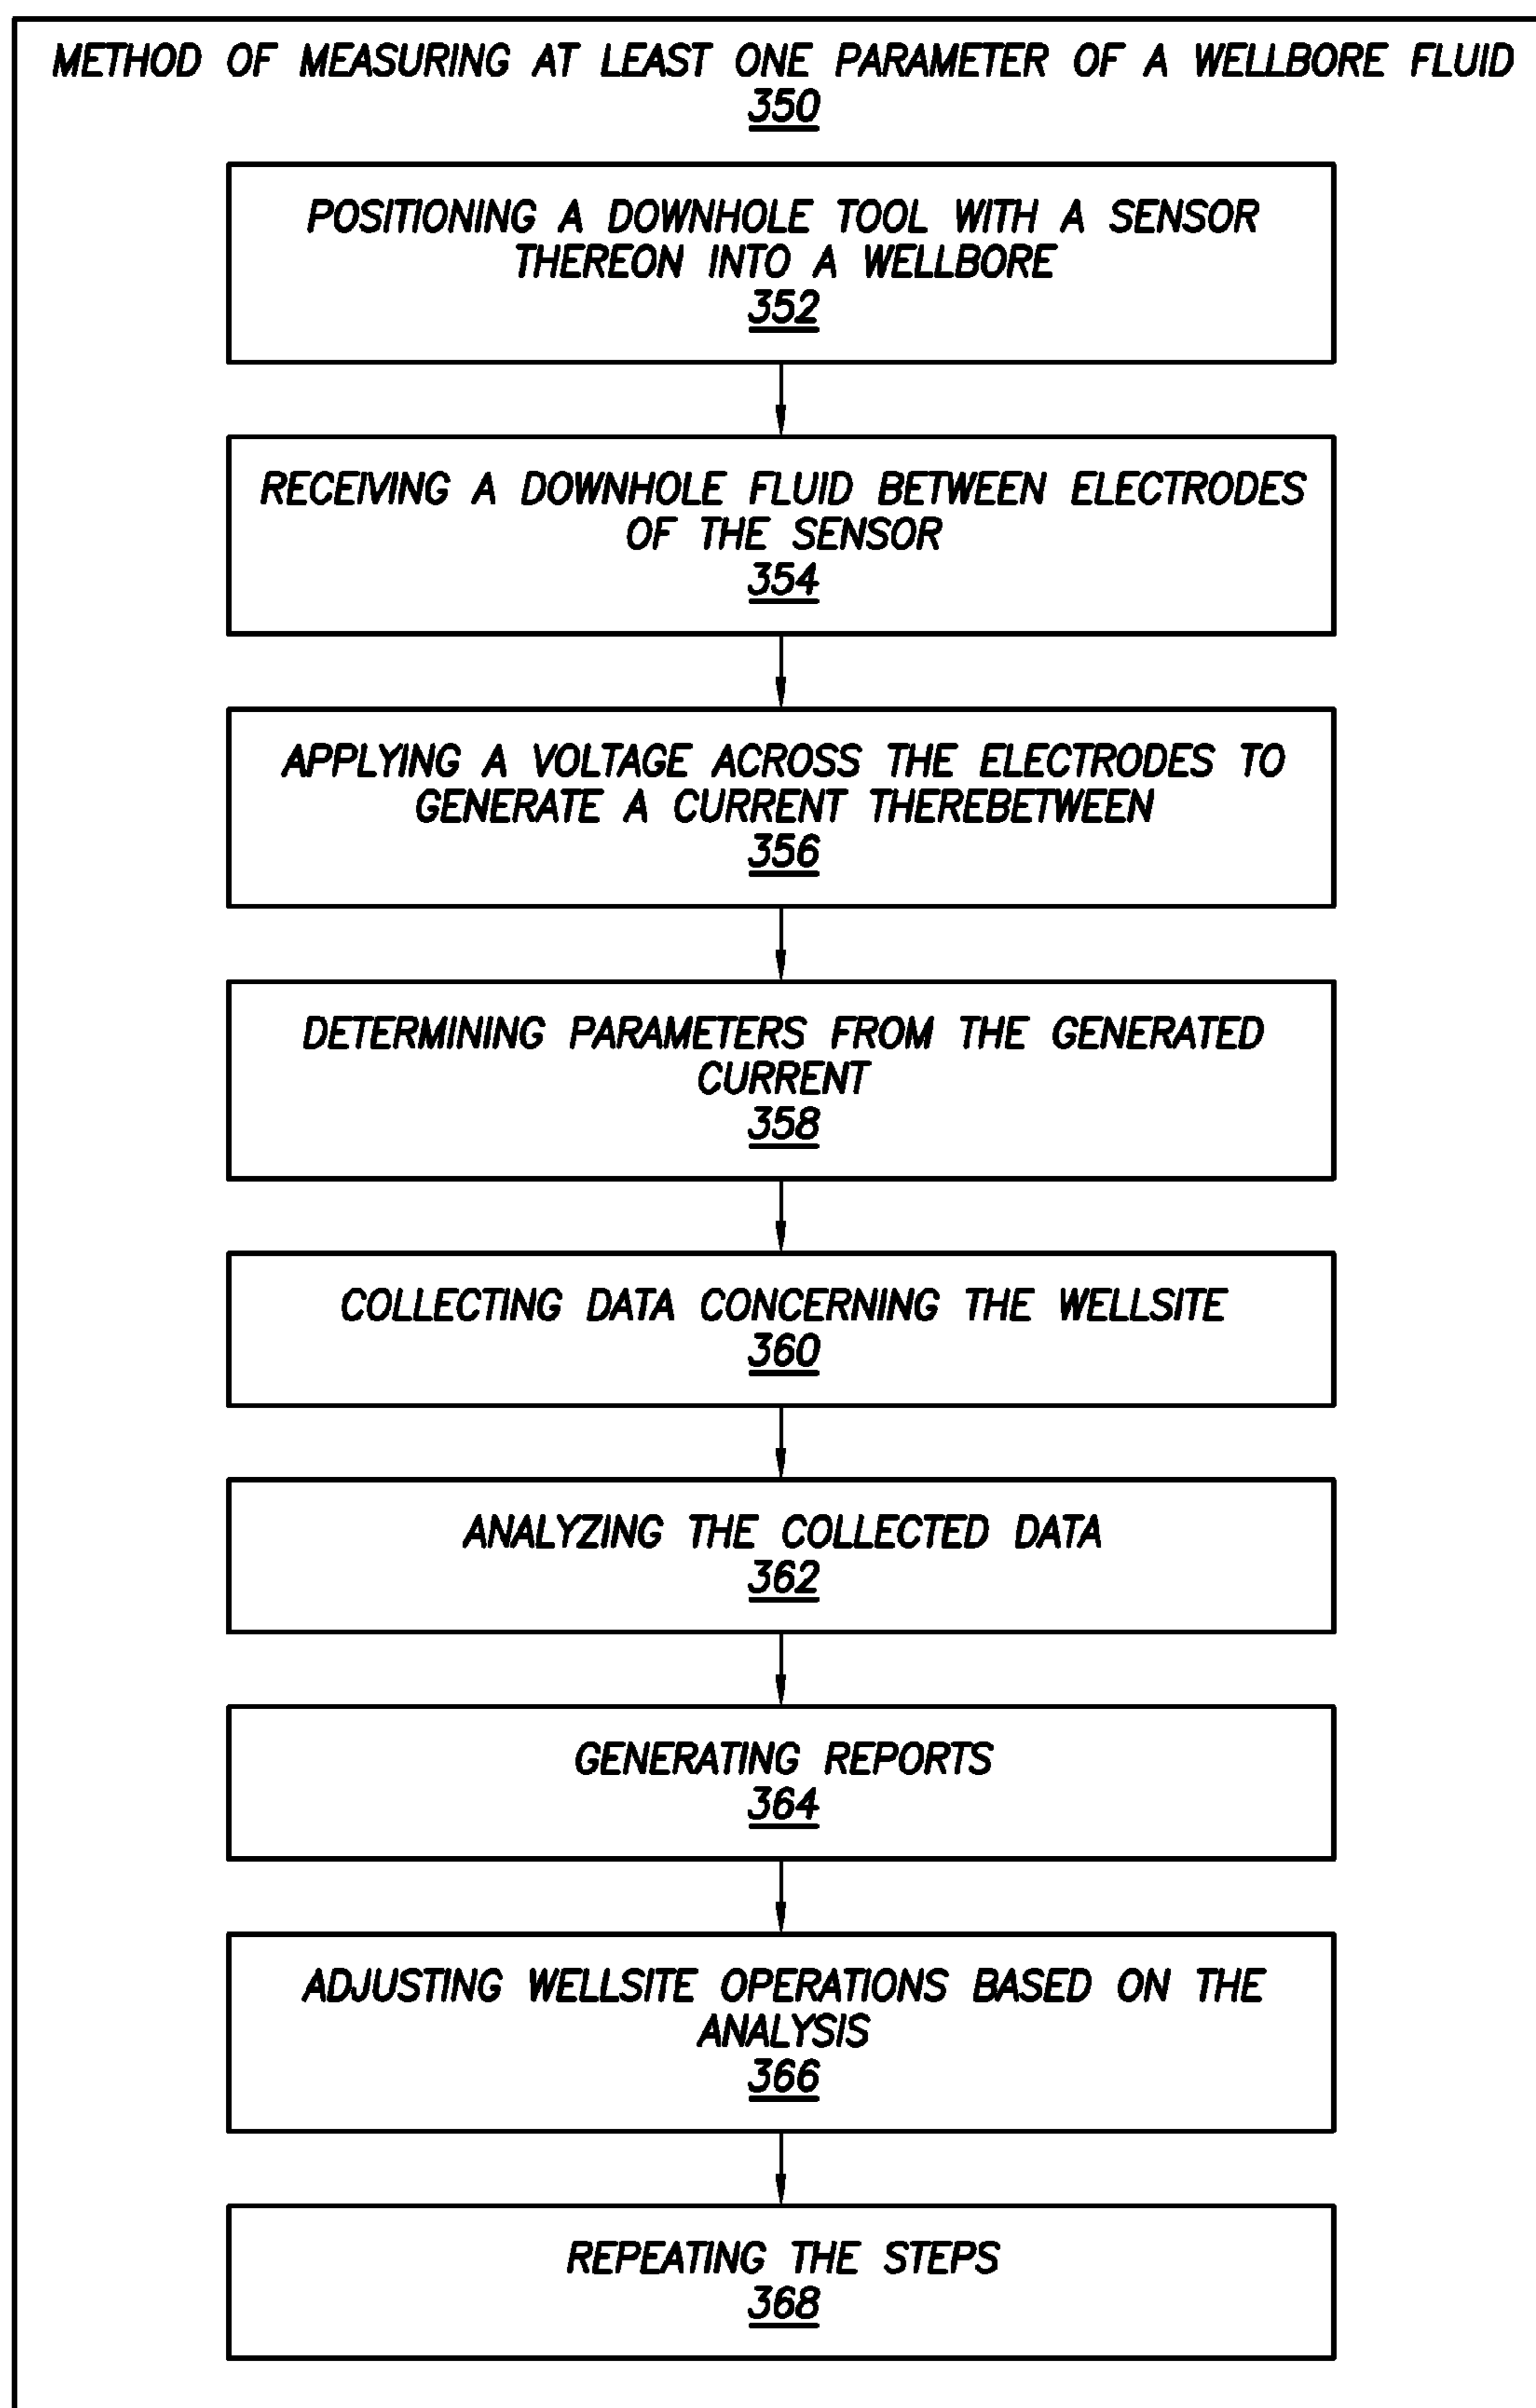 METHOD OF MEASURING AT LEAST ONE PARAMETER OF A WELLBORE FLUID
350
POSITIONING A DOWNHOLE TOOL WITH A SENSOR
THEREON INTO A WELLBORE
352
RECEIVING A DOWNHOLE FLUID BETWEEN ELECTRODES
OF THE SENSOR
354
APPLYING A VOLTAGE ACROSS THE ELECTRODES TO
GENERATE A CURRENT THEREBETWEEN
356
DETERMINING PARAMETERS FROM THE GENERATED
CURRENT
358
COLLECTING DATA CONCERNING THE WELLSITE
360
ANALYZING THE COLLECTED DATA
362
GENERATING REPORTS
364
ADJUSTING WELLSITE OPERATIONS BASED ON THE
ANALYSIS
366
REPEATING THE STEPS
368